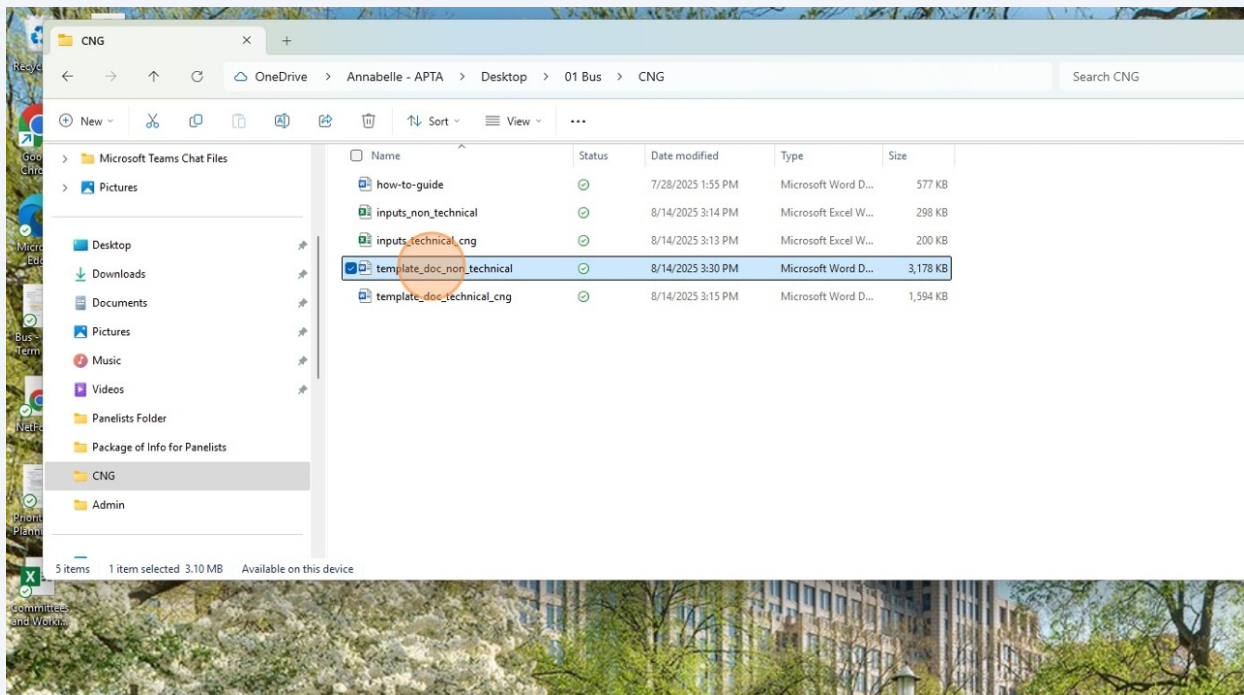 CNG
OneDrive > Annabelle - APTA > Desktop > 01 Bus > CNG
Search CNG
New
Sort
View
Microsoft Teams Chat Files
Pictures
Desktop
Downloads
Documents
Pictures
Music
Videos
Panelists Folder
Package of Info for Panelists
CNG
Admin
Name Status Date modified Type Size
how-to-guide 7/28/2025 1:55 PM Microsoft Word D... 577 KB
inputs_non_technical 8/14/2025 3:14 PM Microsoft Excel W... 298 KB
inputs_technical_cng 8/14/2025 3:13 PM Microsoft Excel W... 200 KB
template_doc_non_technical 8/14/2025 3:30 PM Microsoft Word D... 3,178 KB
template_doc_technical_cng 8/14/2025 3:15 PM Microsoft Word D... 1,594 KB
5 items 1 item selected 3.10 MB Available on this device
Recyc
Goo
Chro
Micro
Edg
Bus -
Term
NetFo
Priorit
Planni
Committees
and Worki...